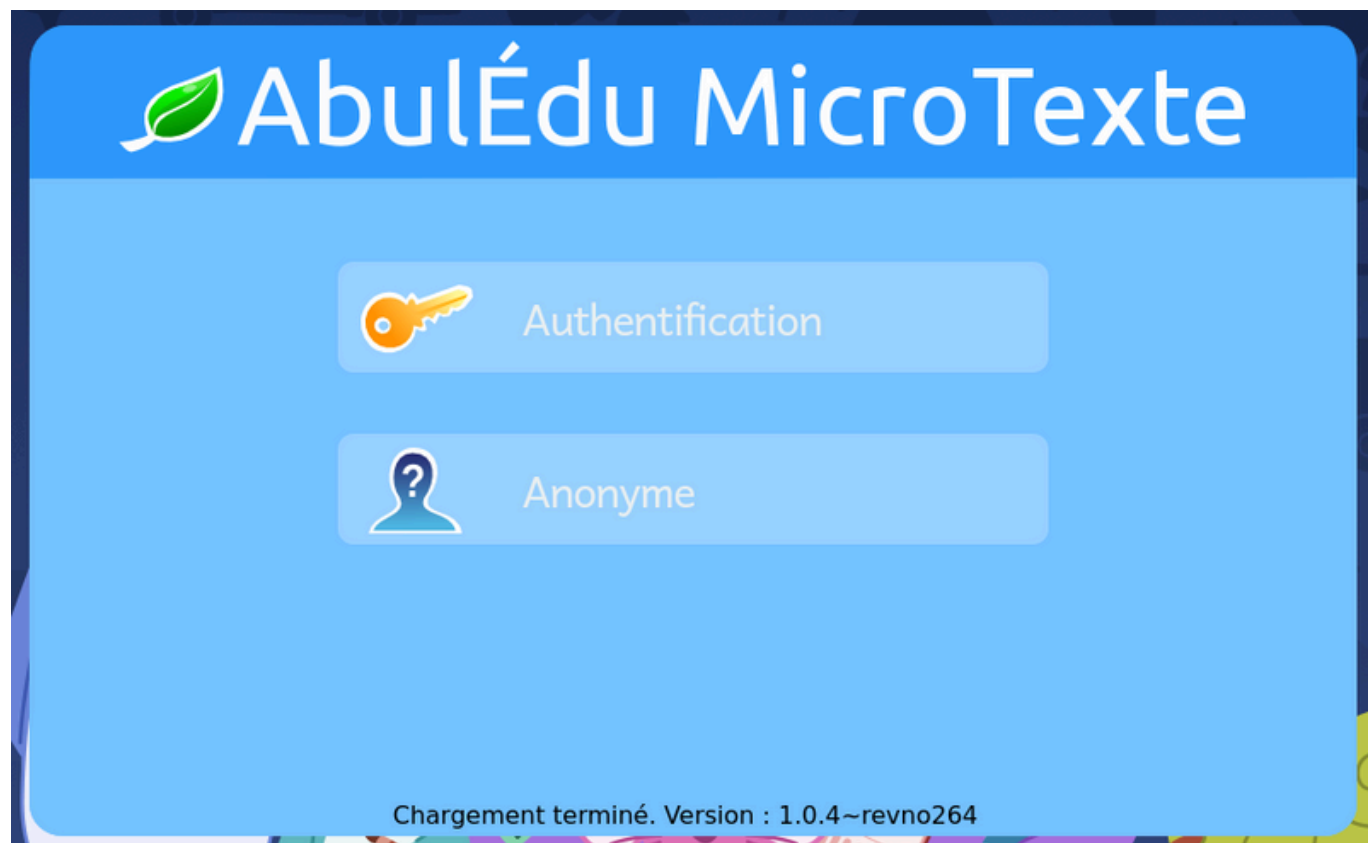 AbulÉdu MicroTexte
Authentification
?
Anonyme
Chargement terminé. Version : 1.0.4~revno264